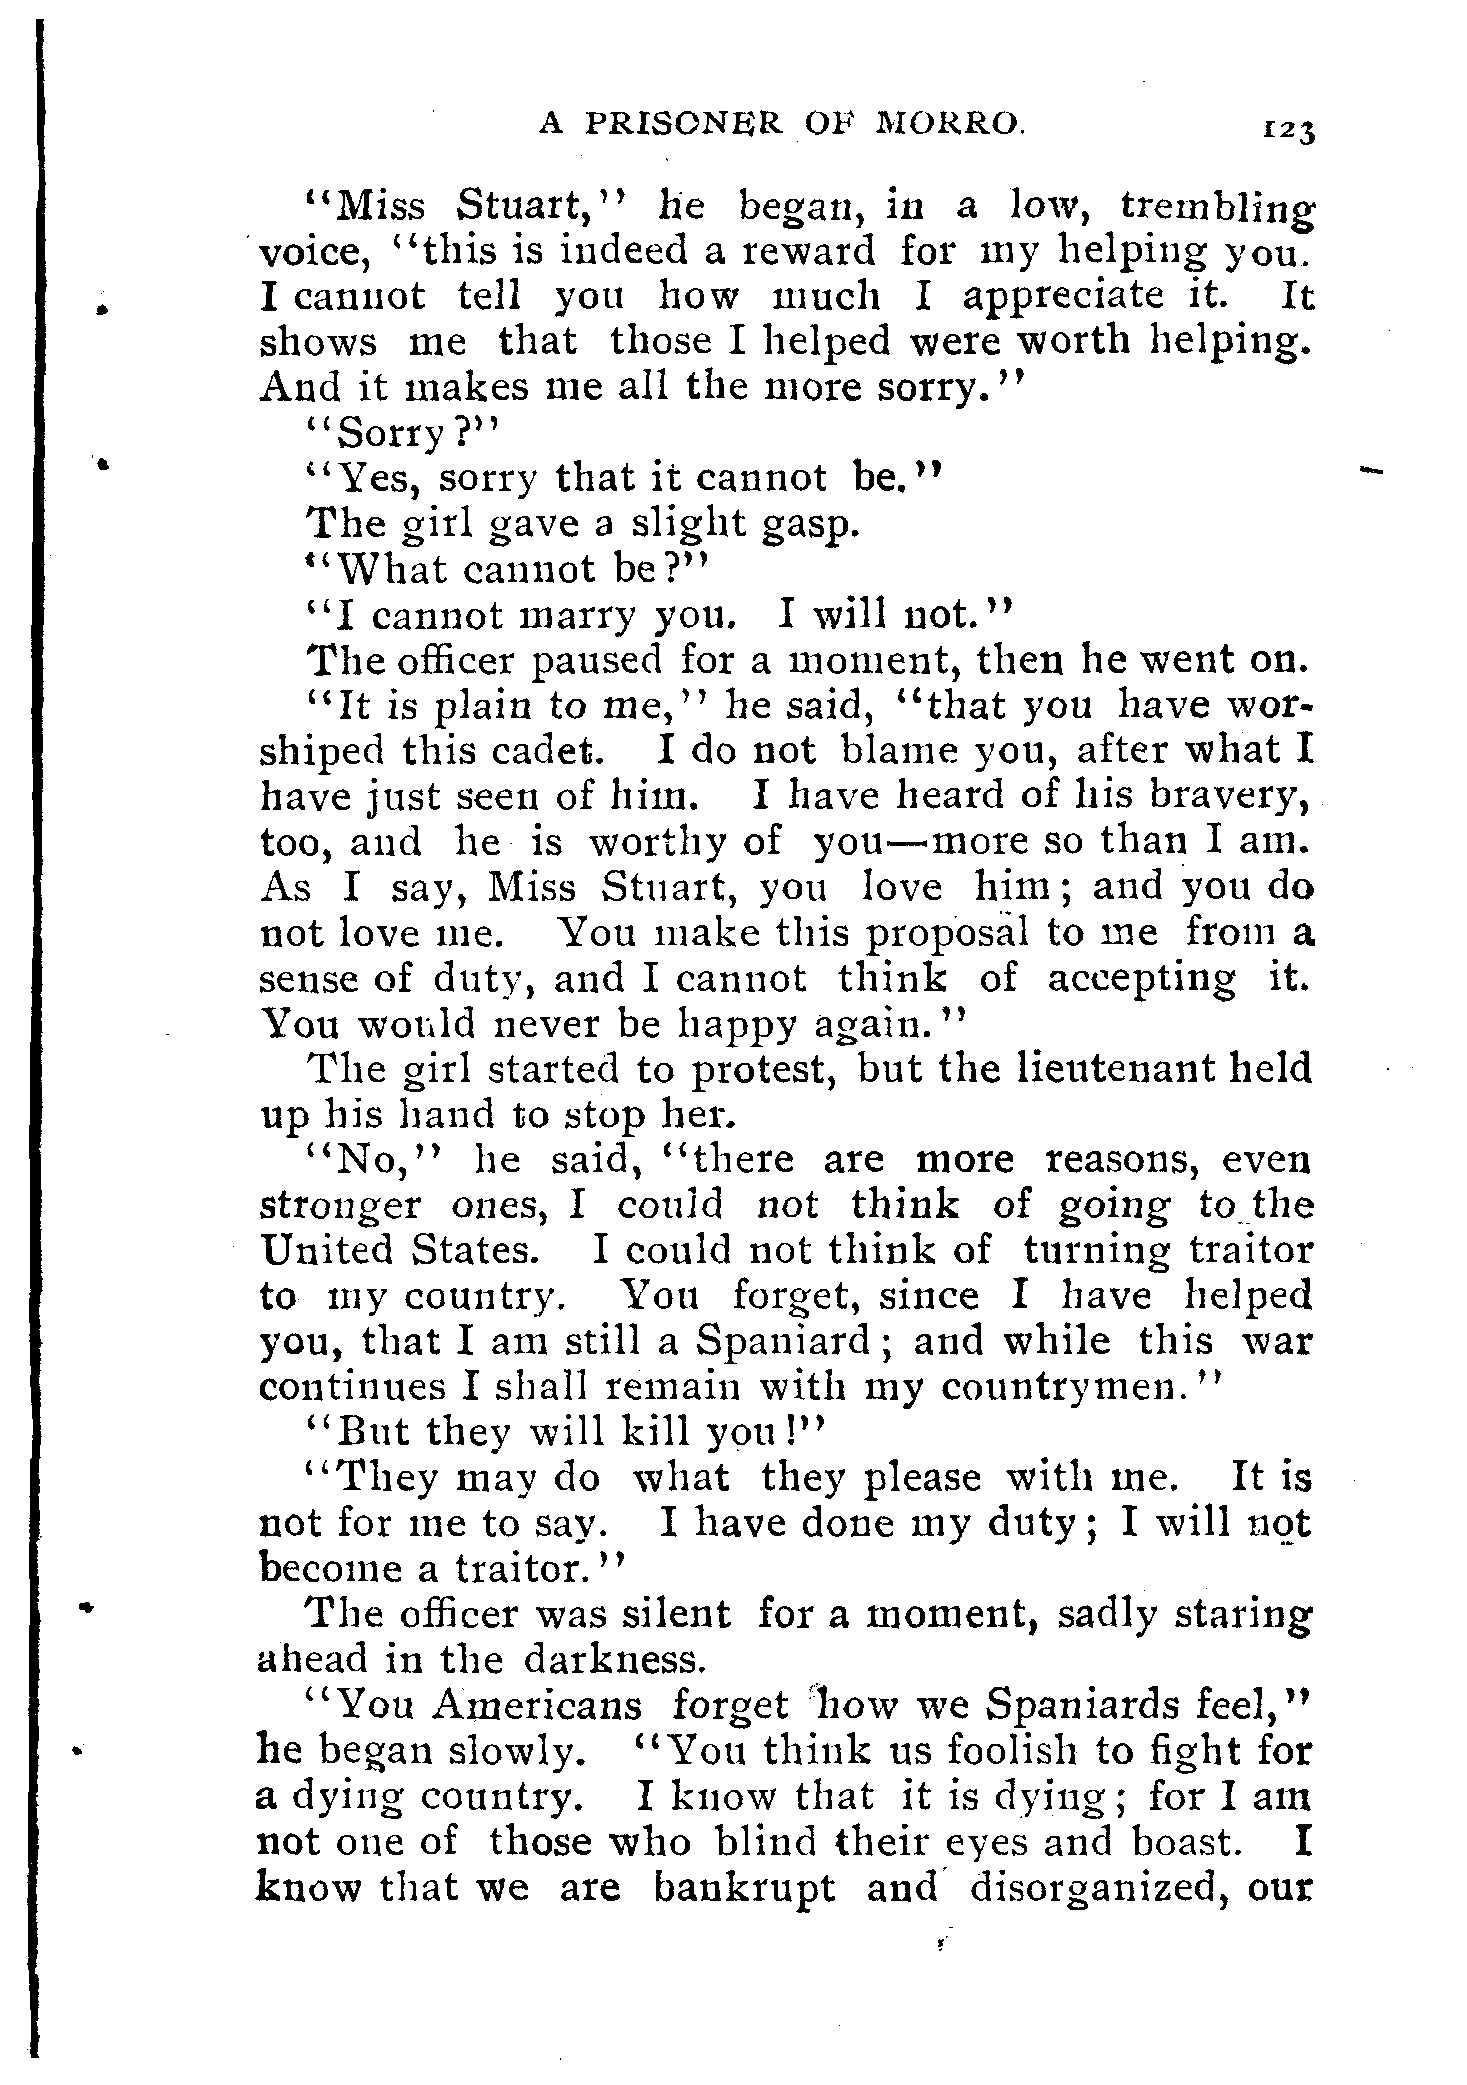 A PRISONER OF MORRO. 123
"Miss Stuart," he began, in a low, trembling
voice, "this is indeed a reward for my helping you.
I cannot tell you how much I appreciate it. It
shows me that those I helped were worth helping.
And it makes me all the more sorry."
"Sorry?"
"Yes, sorry that it cannot be."
The girl gave a slight gasp.
"What cannot be?"
"I cannot marry you. I will not."
The officer paused for a moment, then he went on.
"It is plain to me," he said, "that you have wor-
shiped this cadet. I do not blame you, after what I
have just seen of him. I have heard of his bravery,
too, and he is worthy of you—more so than I am.
As I say, Miss Stuart, you love him; and you do
not love me. You make this proposal to me from a
sense of duty, and I cannot think of accepting it.
You would never be happy again."
The girl started to protest, but the lieutenant held
up his hand to stop her.
"No," he said, "there are more reasons, even
stronger ones, I could not think of going to the
United States. I could not think of turning traitor
to my country. You forget, since I have helped
you, that I am still a Spaniard; and while this war
continues I shall remain with my countrymen."
"But they will kill you!"
"They may do what they please with me. It is
not for me to say. I have done my duty; I will not
become a traitor."
The officer was silent for a moment, sadly staring
ahead in the darkness.
"You Americans forget how we Spaniards feel,"
he began slowly. "You think us foolish to fight for
a dying country. I know that it is dying; for I am
not one of those who blind their eyes and boast. I
know that we are bankrupt and disorganized, our